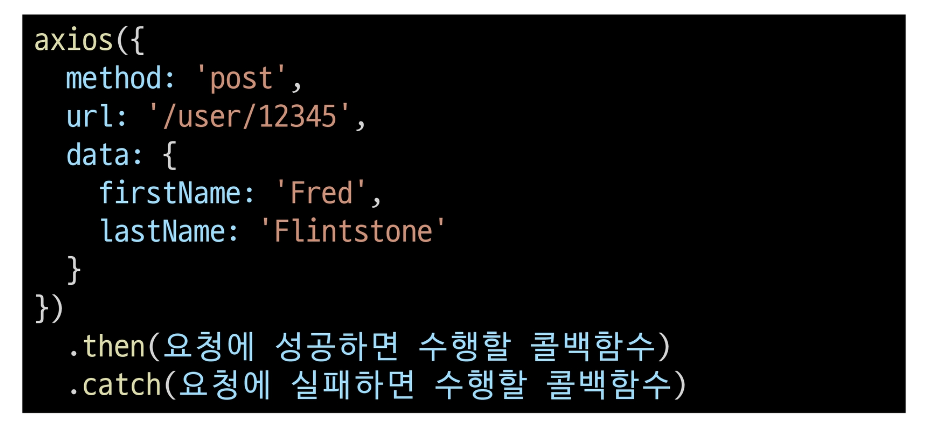 axios({
  method: 'post',
  url: '/user/12345',
  data: {
    firstName: 'Fred',
    lastName: 'Flintstone'
  }
})
  .then(요청에 성공하면 수행할 콜백함수)
  .catch(요청에 실패하면 수행할 콜백함수)